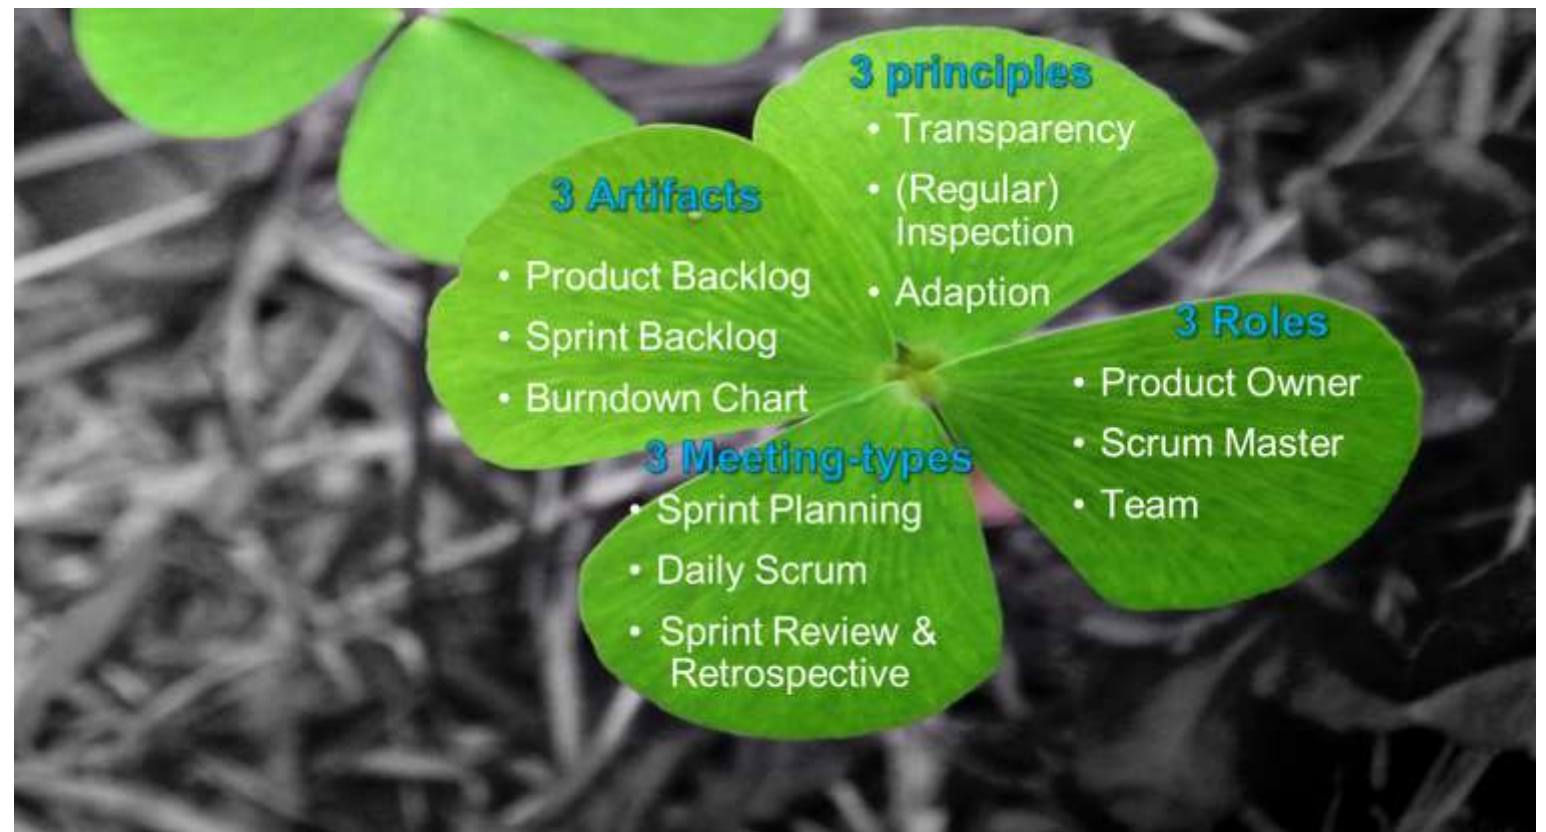 3 principles
• Transparency
• (Regular)
Inspection
• Adaption
3 Artifacts
• Product Backlog
• Sprint Backlog
• Burndown Chart
3 Roles
• Product Owner
• Scrum Master
• Team
3 Meeting-types
• Sprint Planning
• Daily Scrum
• Sprint Review &
Retrospective